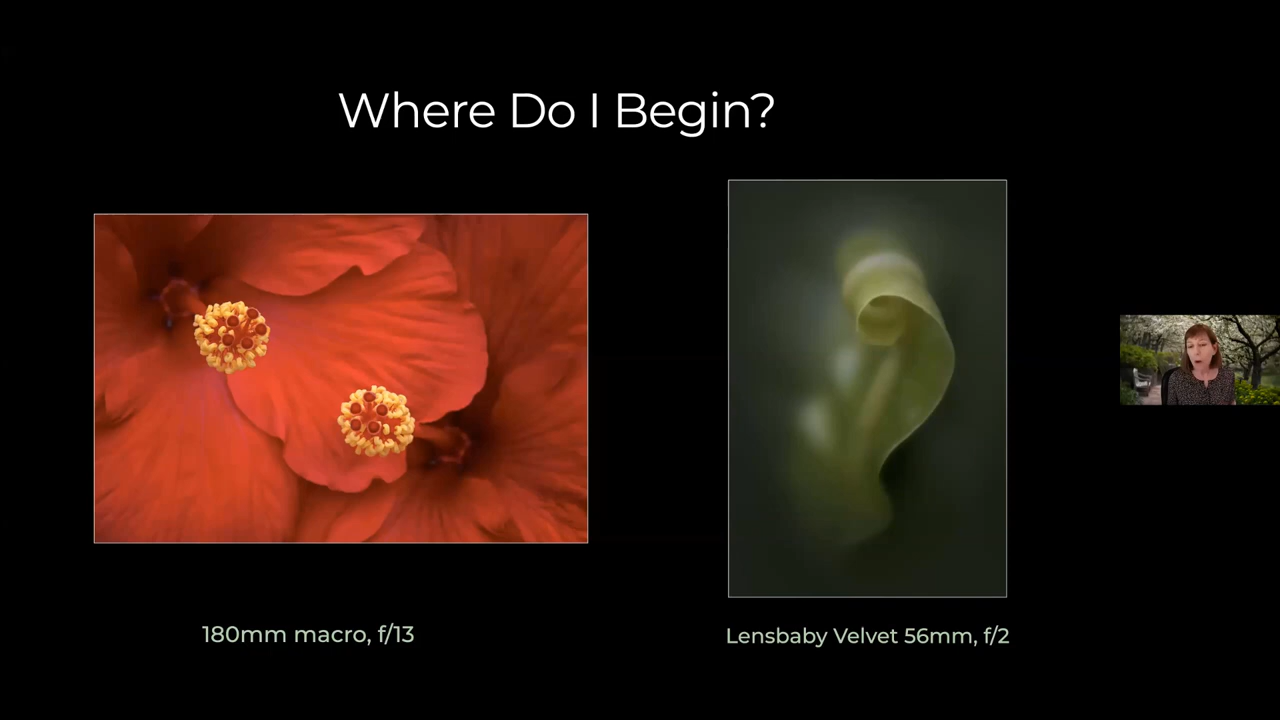 Where Do I Begin?
180mm macro, f/13
Lensbaby Velvet 56mm, f/2